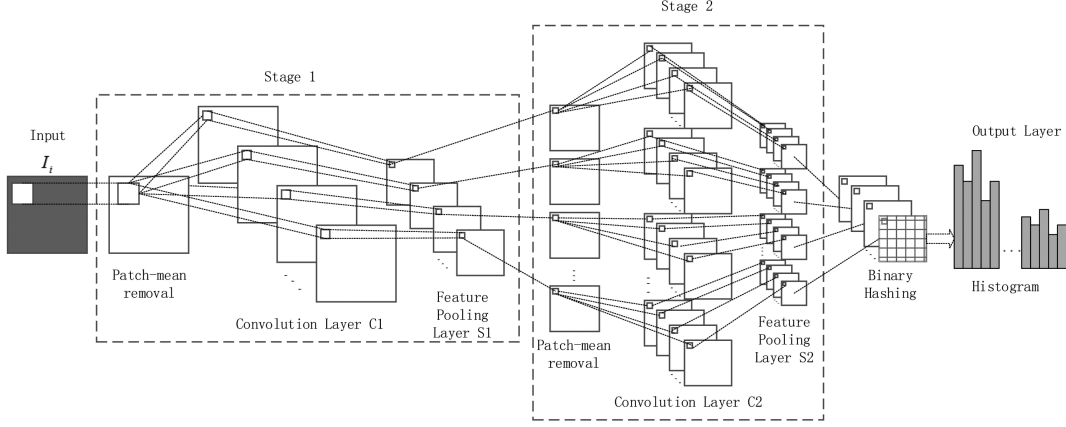 Stage 1
Stage 2
Input
I_i
Patch-mean
removal
Convolution Layer C1
Feature
Pooling
Layer S1
Patch-mean
removal
Convolution Layer C2
Feature
Pooling
Layer S2
Binary
Hashing
Output Layer
Histogram